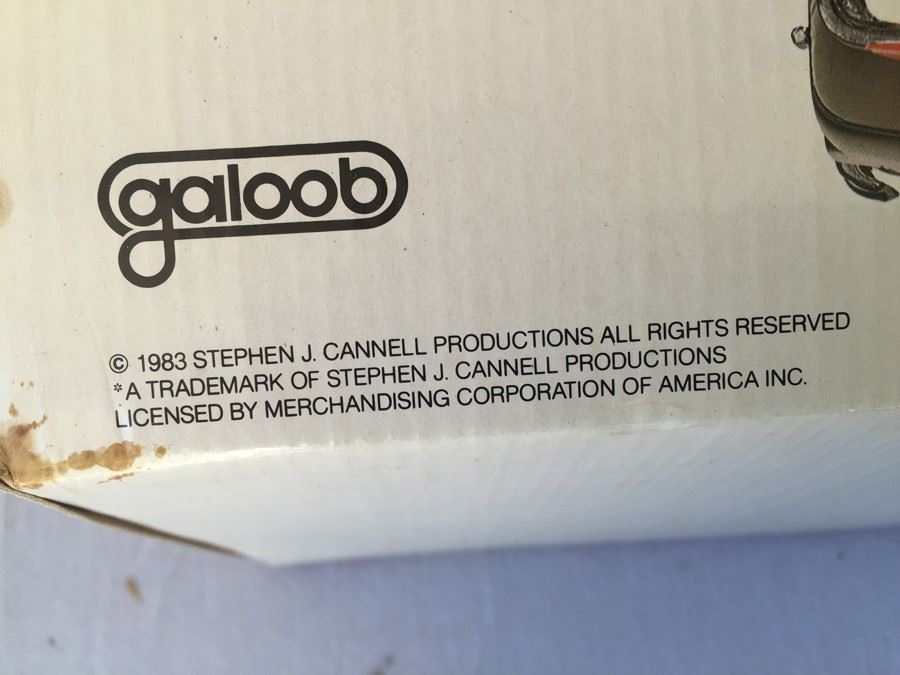 galoob
© 1983 STEPHEN J. CANNELL PRODUCTIONS ALL RIGHTS RESERVED
*A TRADEMARK OF STEPHEN J. CANNELL PRODUCTIONS
LICENSED BY MERCHANDISING CORPORATION OF AMERICA INC.